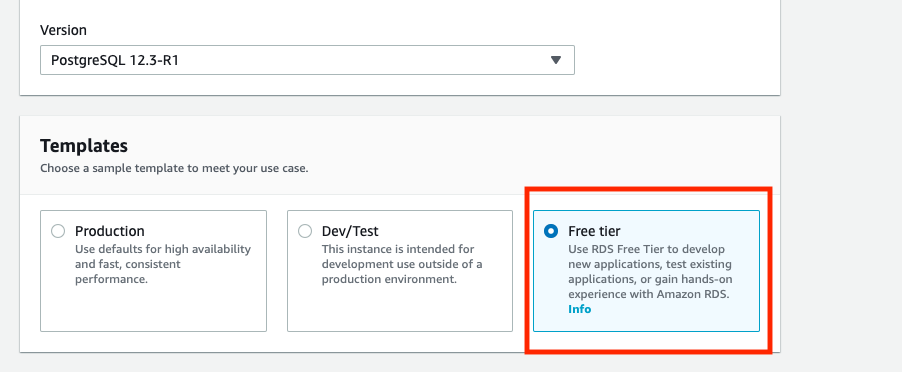 Version
PostgreSQL 12.3-R1
Templates
Choose a sample template to meet your use case.
Production
Use defaults for high availability
and fast, consistent
performance.
Dev/Test
This instance is intended for
development use outside of a
production environment.
Free tier
Use RDS Free Tier to develop
new applications, test existing
applications, or gain hands-on
experience with Amazon RDS.
Info